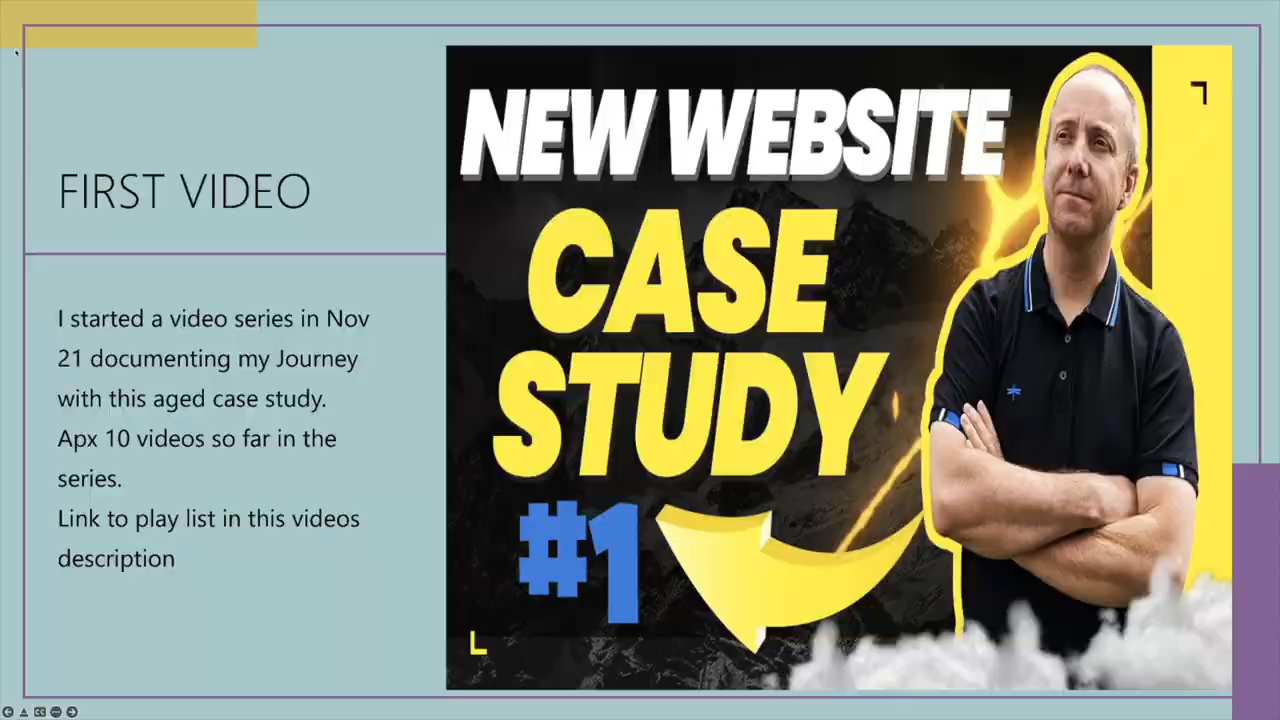 FIRST VIDEO
I started a video series in Nov
21 documenting my Journey
with this aged case study.
Apx 10 videos so far in the
series.
Link to play list in this videos
description
NEW WEBSITE
CASE
STUDY
#1